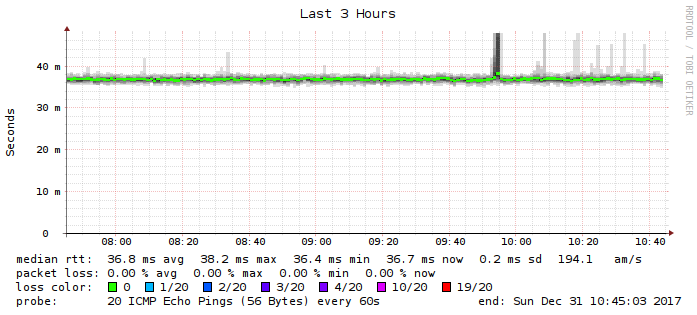 Last 3 Hours
RRDTOOL / TOBI OETIKER
Seconds
40 m
30 m
20 m
10 m
0
08:00 08:20 08:40 09:00 09:20 09:40 10:00 10:20 10:40
median rtt: 36.8 ms avg 38.2 ms max 36.4 ms min 36.7 ms now 0.2 ms sd 194.1 am/s
packet loss: 0.00 % avg 0.00 % max 0.00 % min 0.00 % now
loss color: 0 1/20 2/20 3/20 4/20 10/20 19/20
probe: 20 ICMP Echo Pings (56 Bytes) every 60s end: Sun Dec 31 10:45:03 2017